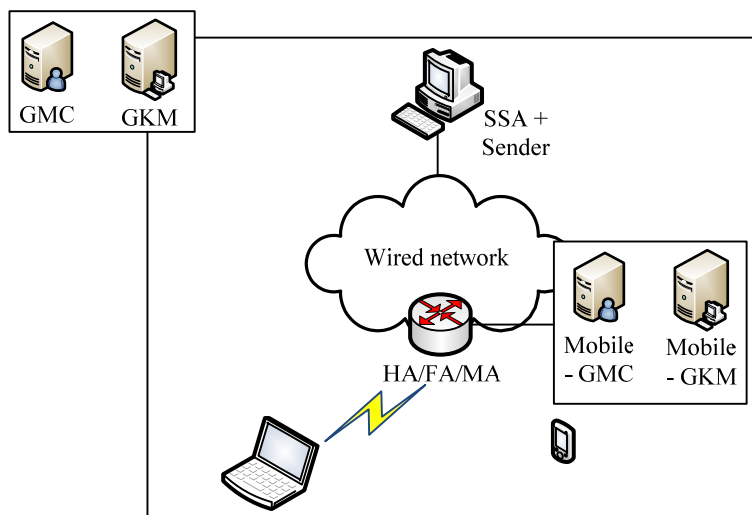 GMC
GKM
SSA +
Sender
Wired network
HA/FA/MA
Mobile
- GMC
Mobile
- GKM